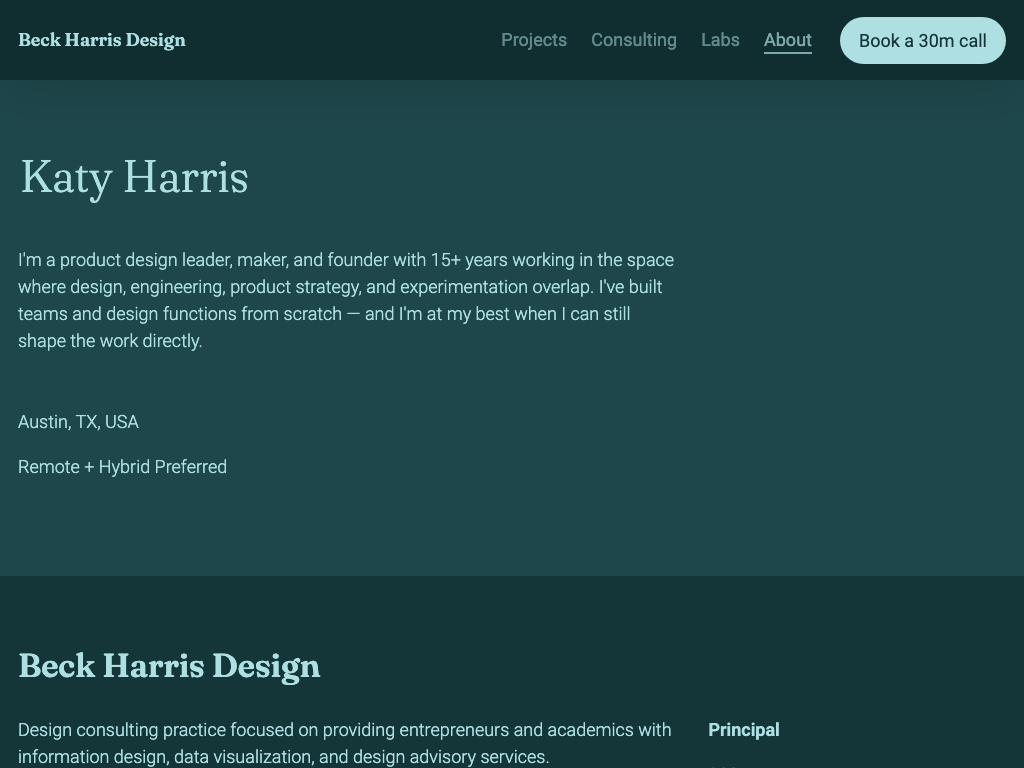 Beck Harris Design
Projects
Consulting
Labs
About
Book a 30m call
Katy Harris
I'm a product design leader, maker, and founder with 15+ years working in the space
where design, engineering, product strategy, and experimentation overlap. I've built
teams and design functions from scratch — and I'm at my best when I can still
shape the work directly.
Austin, TX, USA
Remote + Hybrid Preferred
Beck Harris Design
Design consulting practice focused on providing entrepreneurs and academics with
information design, data visualization, and design advisory services.
Principal